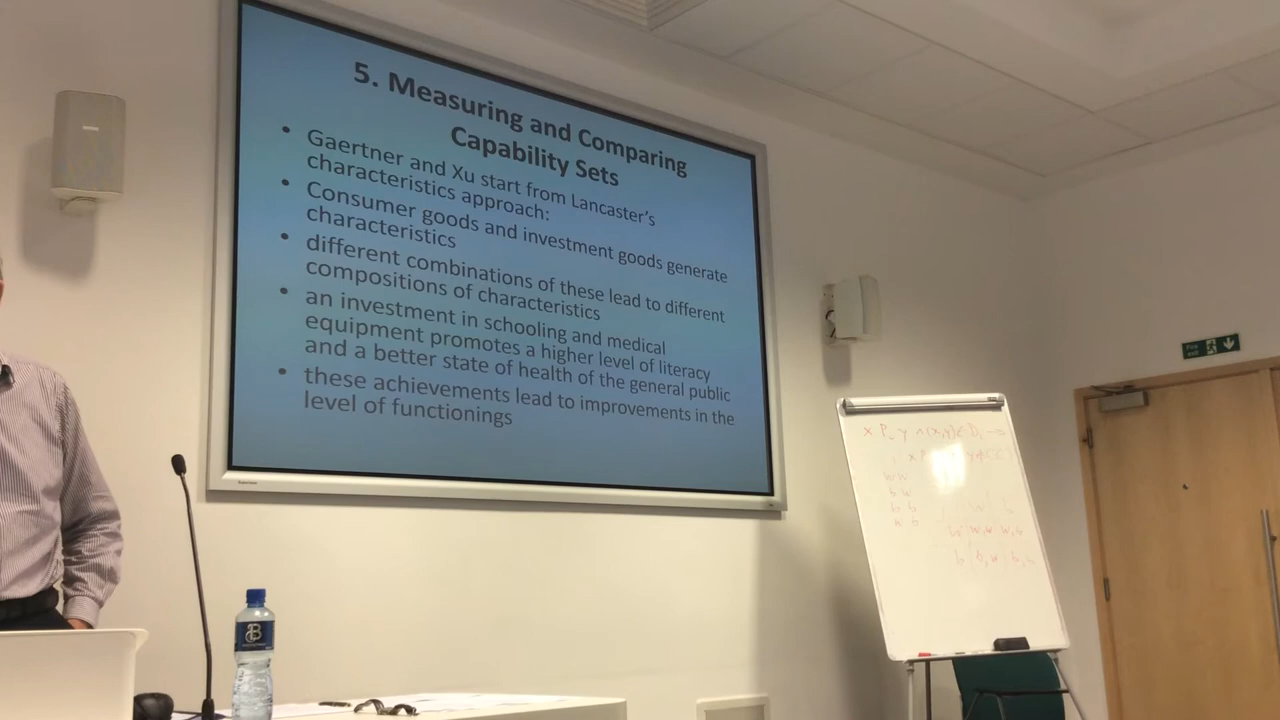 5. Measuring and Comparing
Capability Sets
• Gaertner and Xu start from Lancaster's
characteristics approach:
• Consumer goods and investment goods generate
characteristics
• different combinations of these lead to different
compositions of characteristics
• an investment in schooling and medical
equipment promotes a higher level of literacy
and a better state of health of the general public
• these achievements lead to improvements in the
level of functionings
Fire
exit
B
w w
b w
b b
w b